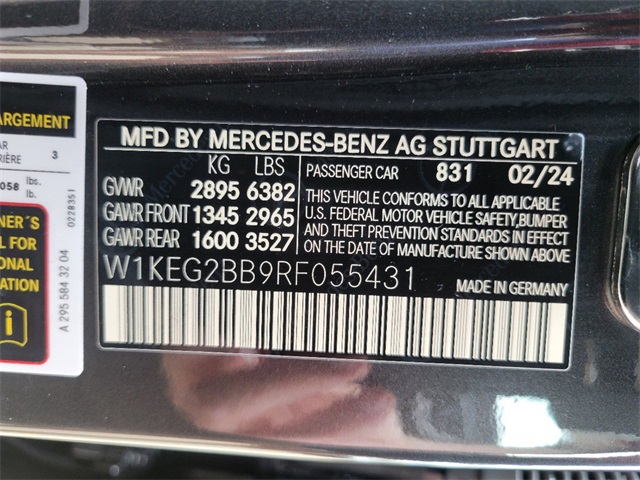 ARGEMENT
AR
RIÈRE 3
058 lbs.
lb.
0228351
NER´S
L FOR
ONAL
ATION
A 295 584 32 04
MFD BY MERCEDES-BENZ AG STUTTGART
KG LBS
GVWR 2895 6382
GAWR FRONT 1345 2965
GAWR REAR 1600 3527
PASSENGER CAR 831 02/24
THIS VEHICLE CONFORMS TO ALL APPLICABLE
U.S. FEDERAL MOTOR VEHICLE SAFETY,BUMPER
AND THEFT PREVENTION STANDARDS IN EFFECT
ON THE DATE OF MANUFACTURE SHOWN ABOVE
W1KEG2BB9RF055431
MADE IN GERMANY